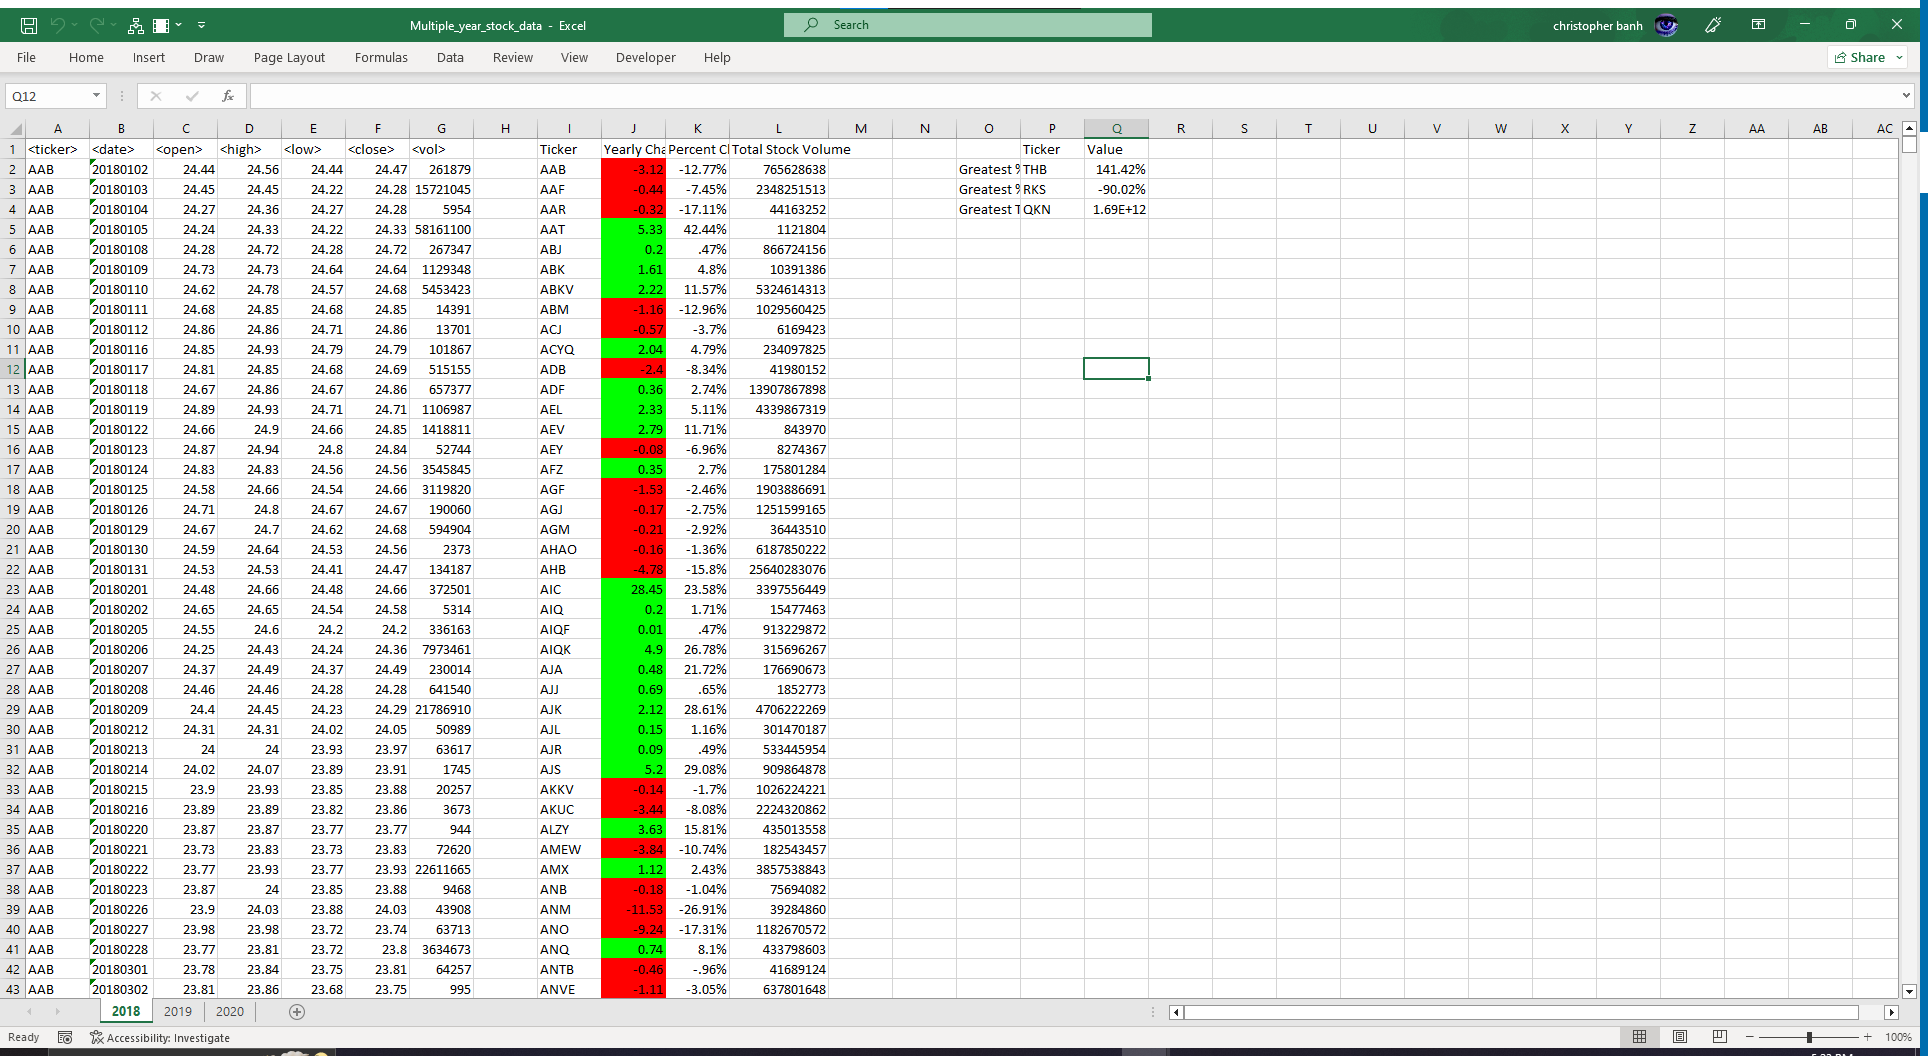 Multiple_year_stock_data - Excel
Search
christopher banh
File Home Insert Draw Page Layout Formulas Data Review View Developer Help
Share
Q12 fx
A B C D E F G H I J K L M N O P Q R S T U V W X Y Z AA AB AC
1 <ticker> <date> <open> <high> <low> <close> <vol> Ticker Yearly Cha Percent Cl Total Stock Volume Ticker Value
2 AAB 20180102 24.44 24.56 24.44 24.47 261879 AAB -3.12 -12.77% 765628638 Greatest % THB 141.42%
3 AAB 20180103 24.45 24.45 24.22 24.28 15721045 AAF -0.44 -7.45% 2348251513 Greatest % RKS -90.02%
4 AAB 20180104 24.27 24.36 24.27 24.28 5954 AAR -0.32 -17.11% 44163252 Greatest T QKN 1.69E+12
5 AAB 20180105 24.24 24.33 24.22 24.33 58161100 AAT 5.33 42.44% 1121804
6 AAB 20180108 24.28 24.72 24.28 24.72 267347 ABJ 0.2 .47% 866724156
7 AAB 20180109 24.73 24.73 24.64 24.64 1129348 ABK 1.61 4.8% 10391386
8 AAB 20180110 24.62 24.78 24.57 24.68 5453423 ABKV 2.22 11.57% 5324614313
9 AAB 20180111 24.68 24.85 24.68 24.85 14391 ABM -1.16 -12.96% 1029560425
10 AAB 20180112 24.86 24.86 24.71 24.86 13701 ACJ -0.57 -3.7% 6169423
11 AAB 20180116 24.85 24.93 24.79 24.79 101867 ACYQ 2.04 4.79% 234097825
12 AAB 20180117 24.81 24.85 24.68 24.69 515155 ADB -2.4 -8.34% 41980152
13 AAB 20180118 24.67 24.86 24.67 24.86 657377 ADF 0.36 2.74% 13907867898
14 AAB 20180119 24.89 24.93 24.71 24.71 1106987 AEL 2.33 5.11% 4339867319
15 AAB 20180122 24.66 24.9 24.66 24.85 1418811 AEV 2.79 11.71% 843970
16 AAB 20180123 24.87 24.94 24.8 24.84 52744 AEY -0.08 -6.96% 8274367
17 AAB 20180124 24.83 24.83 24.56 24.56 3545845 AFZ 0.35 2.7% 175801284
18 AAB 20180125 24.58 24.66 24.54 24.66 3119820 AGF -1.53 -2.46% 1903886691
19 AAB 20180126 24.71 24.8 24.67 24.67 190060 AGJ -0.17 -2.75% 1251599165
20 AAB 20180129 24.67 24.7 24.62 24.68 594904 AGM -0.21 -2.92% 36443510
21 AAB 20180130 24.59 24.64 24.53 24.56 2373 AHAO -0.16 -1.36% 6187850222
22 AAB 20180131 24.53 24.53 24.41 24.47 134187 AHB -4.78 -15.8% 25640283076
23 AAB 20180201 24.48 24.66 24.48 24.66 372501 AIC 28.45 23.58% 3397556449
24 AAB 20180202 24.65 24.65 24.54 24.58 5314 AIQ 0.2 1.71% 15477463
25 AAB 20180205 24.55 24.6 24.2 24.2 336163 AIQF 0.01 .47% 913229872
26 AAB 20180206 24.25 24.43 24.24 24.36 7973461 AIQK 4.9 26.78% 315696267
27 AAB 20180207 24.37 24.49 24.37 24.49 230014 AJA 0.48 21.72% 176690673
28 AAB 20180208 24.46 24.46 24.28 24.28 641540 AJJ 0.69 .65% 1852773
29 AAB 20180209 24.4 24.45 24.23 24.29 21786910 AJK 2.12 28.61% 4706222269
30 AAB 20180212 24.31 24.31 24.02 24.05 50989 AJL 0.15 1.16% 301470187
31 AAB 20180213 24 24 23.93 23.97 63617 AJR 0.09 .49% 533445954
32 AAB 20180214 24.02 24.07 23.89 23.91 1745 AJS 5.2 29.08% 909864878
33 AAB 20180215 23.9 23.93 23.85 23.88 20257 AKKV -0.14 -1.7% 1026224221
34 AAB 20180216 23.89 23.89 23.82 23.86 3673 AKUC -3.44 -8.08% 2224320862
35 AAB 20180220 23.87 23.87 23.77 23.77 944 ALZY 3.63 15.81% 435013558
36 AAB 20180221 23.73 23.83 23.73 23.83 72620 AMEW -3.84 -10.74% 182543457
37 AAB 20180222 23.77 23.93 23.77 23.93 22611665 AMX 1.12 2.43% 3857538843
38 AAB 20180223 23.87 24 23.85 23.88 9468 ANB -0.18 -1.04% 75694082
39 AAB 20180226 23.9 24.03 23.88 24.03 43908 ANM -11.53 -26.91% 39284860
40 AAB 20180227 23.98 23.98 23.72 23.74 63713 ANO -9.24 -17.31% 1182670572
41 AAB 20180228 23.77 23.81 23.72 23.8 3634673 ANQ 0.74 8.1% 433798603
42 AAB 20180301 23.78 23.84 23.75 23.81 64257 ANTB -0.46 -.96% 41689124
43 AAB 20180302 23.81 23.86 23.68 23.75 995 ANVE -1.11 -3.05% 637801648
2018 2019 2020
Ready Accessibility: Investigate 100%